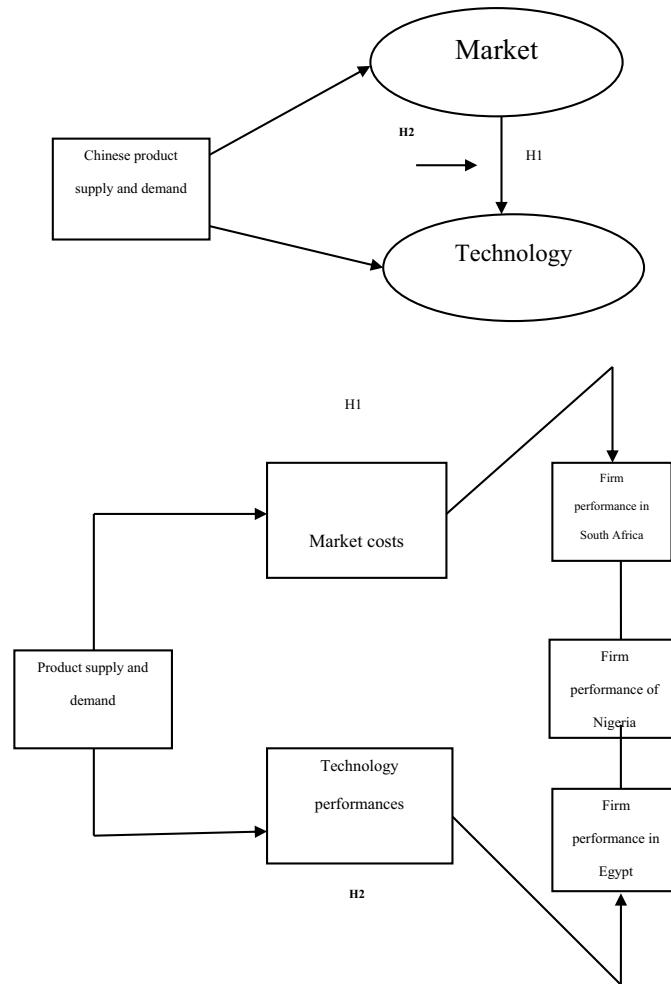 Market
Chinese product
supply and demand
H2
H1
Technology
H1
Market costs
Firm
performance in
South Africa
Product supply and
demand
Firm
performance of
Nigeria
Technology
performances
H2
Firm
performance in
Egypt